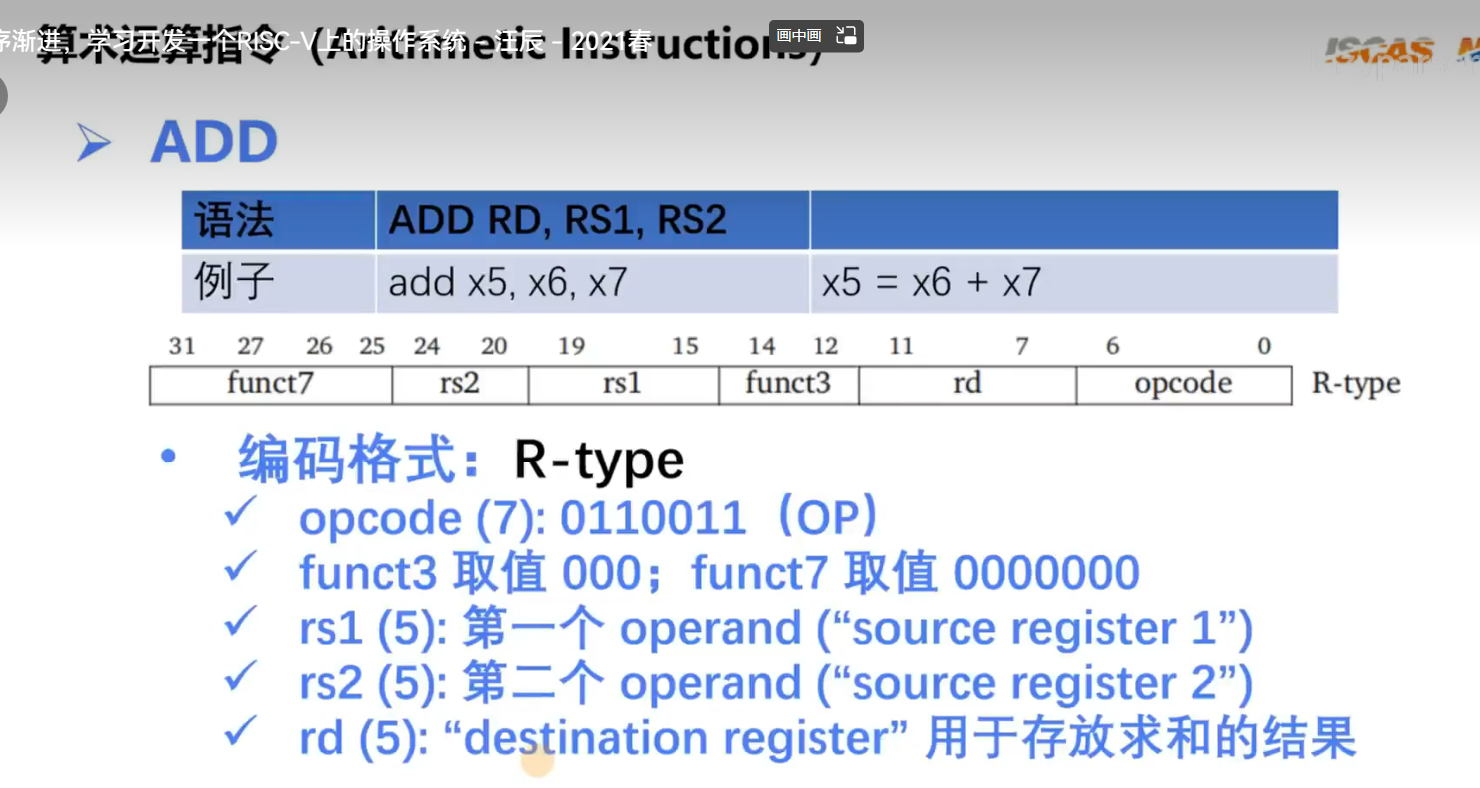 序渐进，学习开发一个RISC-V上的操作系统 - 汪辰 - 2021春
算术运算指令 (Arithmetic Instructions)
画中画
ISCAS
ADD
语法 ADD RD, RS1, RS2
例子 add x5, x6, x7 x5 = x6 + x7
31 27 26 25 24 20 19 15 14 12 11 7 6 0
funct7 rs2 rs1 funct3 rd opcode R-type
• 编码格式：R-type
✓ opcode (7): 0110011（OP）
✓ funct3 取值 000；funct7 取值 0000000
✓ rs1 (5): 第一个 operand (“source register 1”)
✓ rs2 (5): 第二个 operand (“source register 2”)
✓ rd (5): “destination register” 用于存放求和的结果